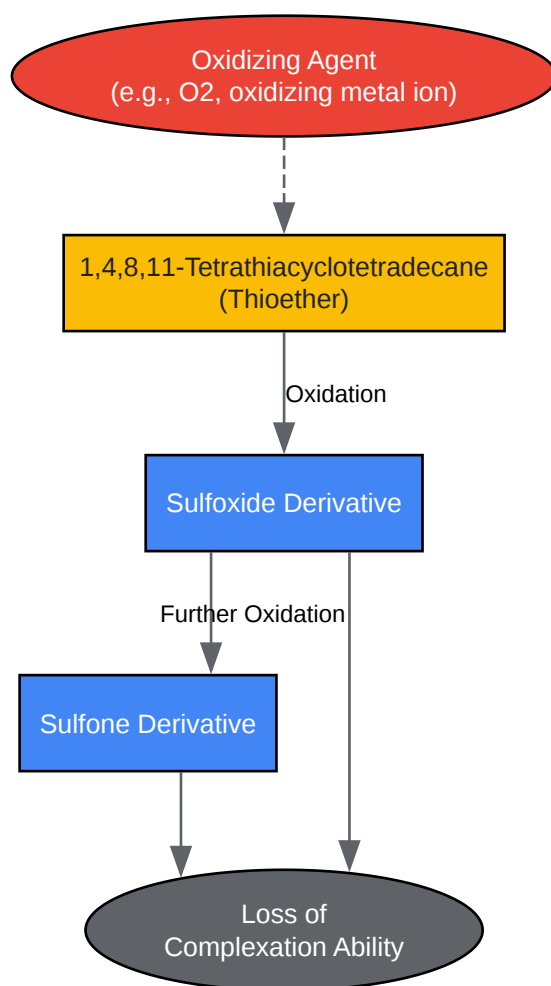 Oxidizing Agent
(e.g., O2, oxidizing metal ion)
1,4,8,11-Tetrathiacyclotetradecane
(Thioether)
Oxidation
Sulfoxide Derivative
Further Oxidation
Sulfone Derivative
Loss of
Complexation Ability